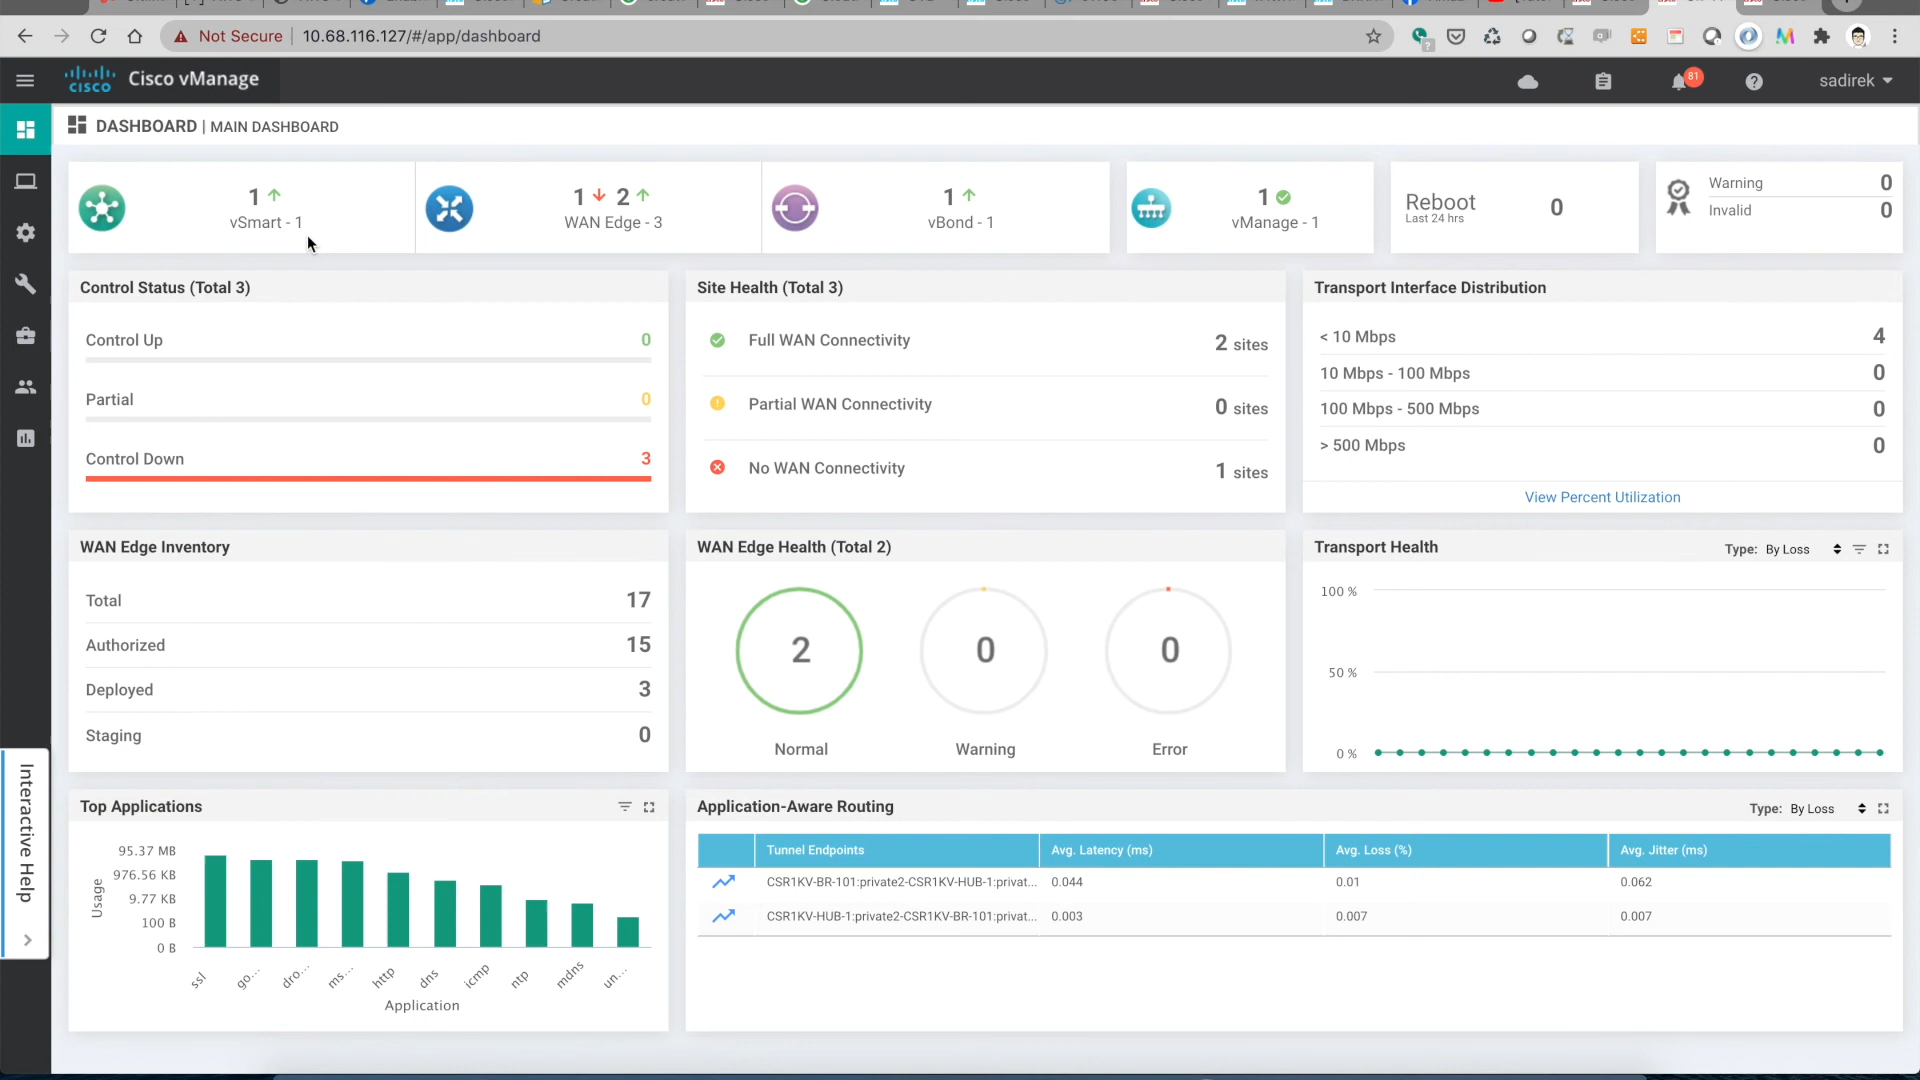 Not Secure
10.68.116.127/#/app/dashboard
cisco
Cisco vManage
81
sadirek
DASHBOARD | MAIN DASHBOARD
1
vSmart - 1
1 2
WAN Edge - 3
1
vBond - 1
1
vManage - 1
Reboot
Last 24 hrs
0
Warning 0
Invalid 0
Control Status (Total 3)
Control Up 0
Partial 0
Control Down 3
Site Health (Total 3)
Full WAN Connectivity 2 sites
Partial WAN Connectivity 0 sites
No WAN Connectivity 1 sites
Transport Interface Distribution
< 10 Mbps 4
10 Mbps - 100 Mbps 0
100 Mbps - 500 Mbps 0
> 500 Mbps 0
View Percent Utilization
WAN Edge Inventory
Total 17
Authorized 15
Deployed 3
Staging 0
WAN Edge Health (Total 2)
2 0 0
Normal Warning Error
Transport Health
Type: By Loss
100 %
50 %
0 %
Interactive Help
Top Applications
Usage
95.37 MB
976.56 KB
9.77 KB
100 B
0 B
ssl go... dro... ms... http dns icmp ntp mdns un...
Application
Application-Aware Routing
Type: By Loss
Tunnel Endpoints Avg. Latency (ms) Avg. Loss (%) Avg. Jitter (ms)
CSR1KV-BR-101:private2-CSR1KV-HUB-1:privat... 0.044 0.01 0.062
CSR1KV-HUB-1:private2-CSR1KV-BR-101:privat... 0.003 0.007 0.007